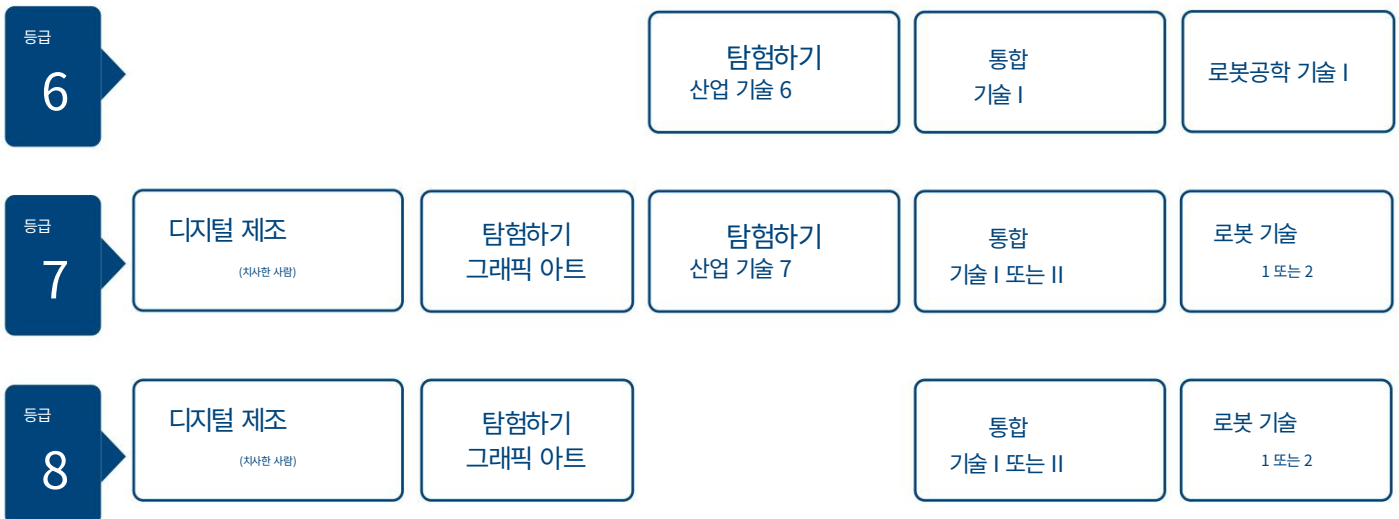 등급
6
탐험하기
산업 기술 6
통합
기술 I
로봇공학 기술 I
등급
7
디지털 제조
(치사한 사람)
탐험하기
그래픽 아트
탐험하기
산업 기술 7
통합
기술 I 또는 II
로봇 기술
1 또는 2
등급
8
디지털 제조
(치사한 사람)
탐험하기
그래픽 아트
통합
기술 I 또는 II
로봇 기술
1 또는 2